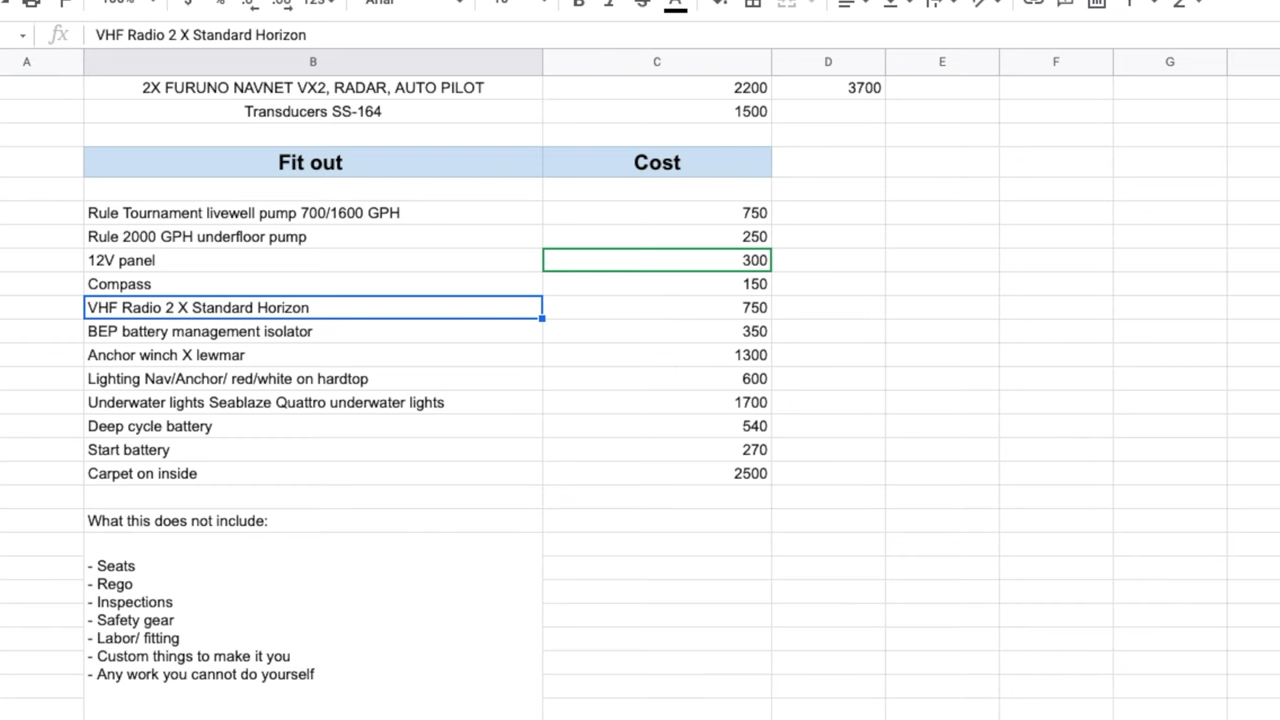 VHF Radio 2 X Standard Horizon
A B C D E F G
2X FURUNO NAVNET VX2, RADAR, AUTO PILOT 2200 3700
Transducers SS-164 1500
Fit out Cost
Rule Tournament livewell pump 700/1600 GPH 750
Rule 2000 GPH underfloor pump 250
12V panel 300
Compass 150
VHF Radio 2 X Standard Horizon 750
BEP battery management isolator 350
Anchor winch X lewmar 1300
Lighting Nav/Anchor/ red/white on hardtop 600
Underwater lights Seablaze Quattro underwater lights 1700
Deep cycle battery 540
Start battery 270
Carpet on inside 2500
What this does not include:
- Seats
- Rego
- Inspections
- Safety gear
- Labor/ fitting
- Custom things to make it you
- Any work you cannot do yourself